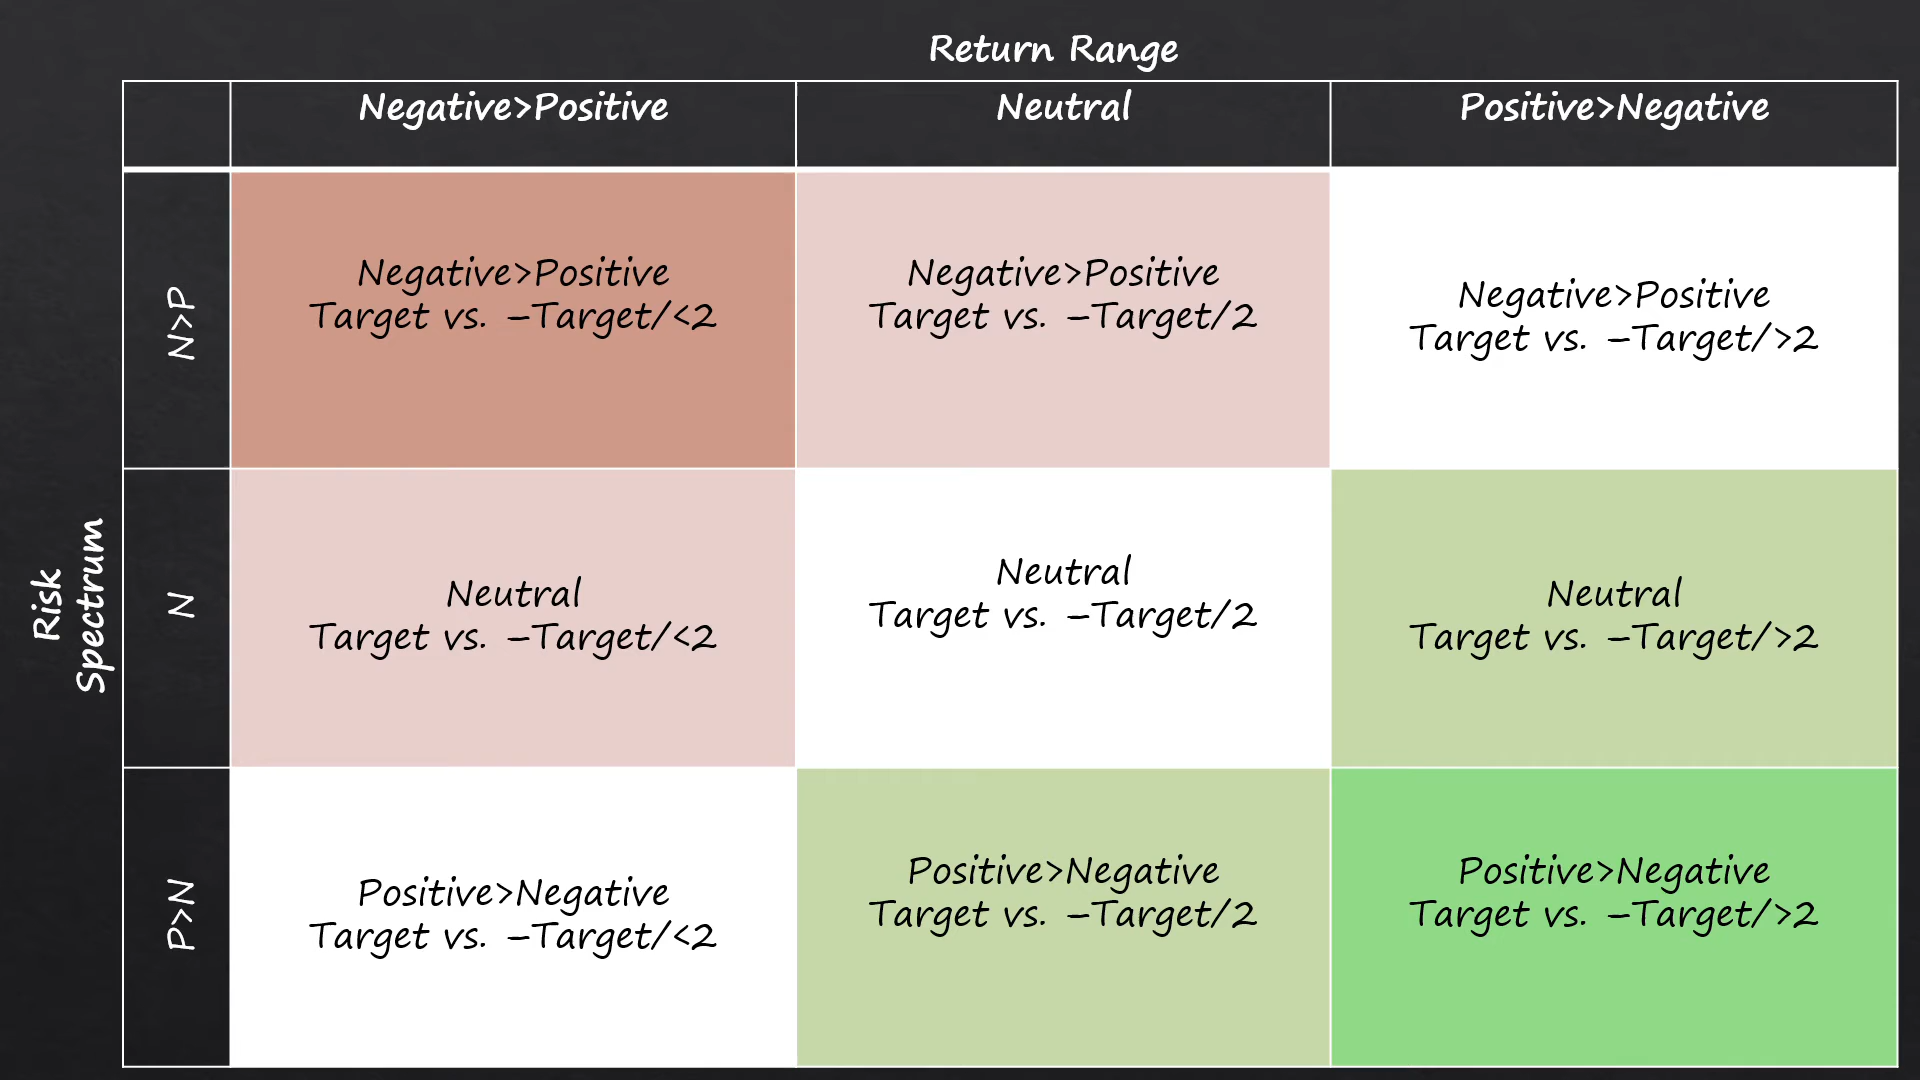 Return Range
Negative>Positive
Neutral
Positive>Negative
Risk
Spectrum
N>P
Negative>Positive
Target vs. –Target/<2
Negative>Positive
Target vs. –Target/2
Negative>Positive
Target vs. –Target/>2
N
Neutral
Target vs. –Target/<2
Neutral
Target vs. –Target/2
Neutral
Target vs. –Target/>2
P>N
Positive>Negative
Target vs. –Target/<2
Positive>Negative
Target vs. –Target/2
Positive>Negative
Target vs. –Target/>2